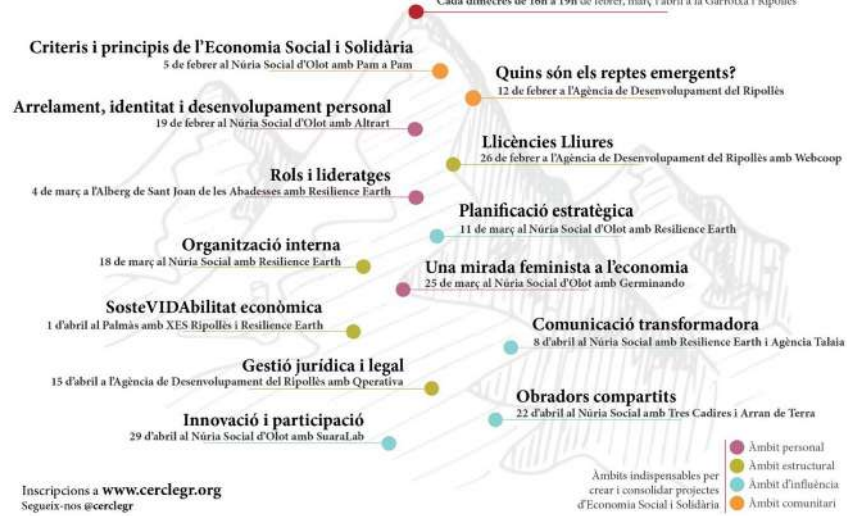 Cada dimecres de 16h a 19h de febrer, març i abril a la Garrotxa i Ripollès
Criteris i principis de l'Economia Social i Solidària
5 de febrer al Núria Social d'Olot amb Pam a Pam
Quins són els reptes emergents?
12 de febrer a l'Agència de Desenvolupament del Ripollès
Arrelament, identitat i desenvolupament personal
19 de febrer al Núria Social d'Olot amb Altrart
Llicències Lliures
26 de febrer a l'Agència de Desenvolupament del Ripollès amb Webcoop
Rols i lideratges
4 de març a l'Alberg de Sant Joan de les Abadesses amb Resilience Earth
Planificació estratègica
11 de març al Núria Social d'Olot amb Resilience Earth
Organització interna
18 de març al Núria Social amb Resilience Earth
Una mirada feminista a l'economia
25 de març al Núria Social d'Olot amb Germinando
SosteVIDAbilitat econòmica
1 d'abril al Palmàs amb XES Ripollès i Resilience Earth
Comunicació transformadora
8 d'abril al Núria Social amb Resilience Earth i Agència Talaia
Gestió jurídica i legal
15 d'abril a l'Agència de Desenvolupament del Ripollès amb Qperativa
Obradors compartits
22 d'abril al Núria Social amb Tres Cadires i Arran de Terra
Innovació i participació
29 d'abril al Núria Social d'Olot amb SuaraLab
Àmbits indispensables per
crear i consolidar projectes
d'Economia Social i Solidària
Àmbit personal
Àmbit estructural
Àmbit d'influència
Àmbit comunitari
Inscripcions a www.cerclegr.org
Segueix-nos @cerclegr